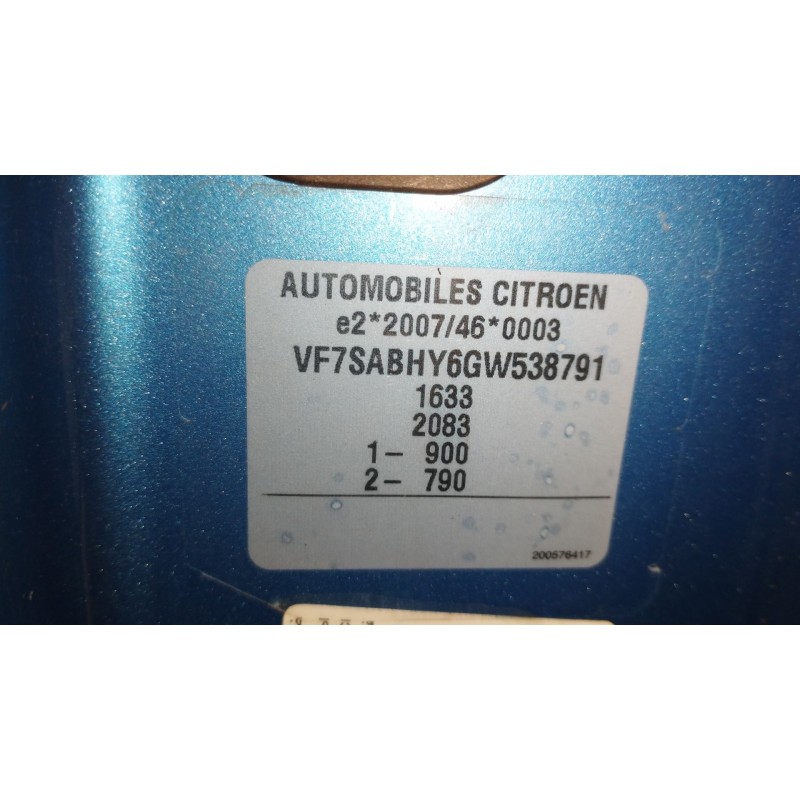 AUTOMOBILES CITROEN
e2*2007/46*0003
VF7SABHY6GW538791
1633
2083
1- 900
2- 790
200576417